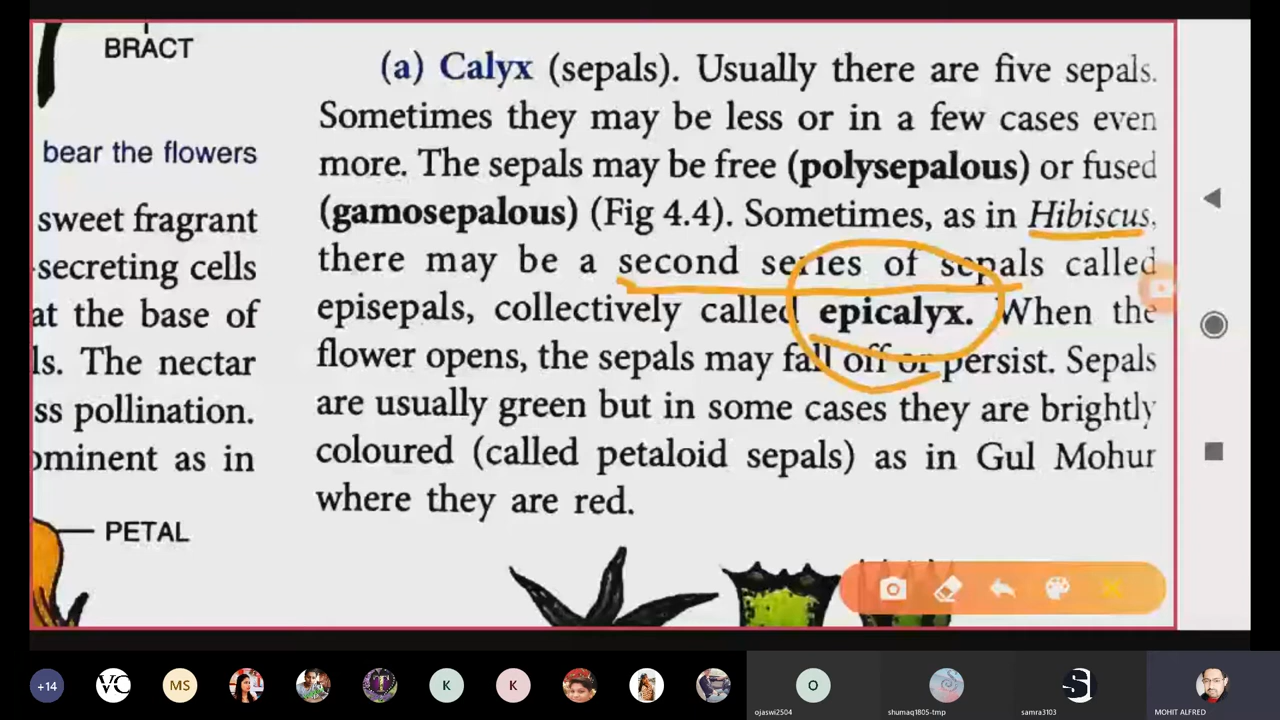 BRACT
bear the flowers
sweet fragrant
-secreting cells
at the base of
ls. The nectar
ss pollination.
ominent as in
PETAL
(a) Calyx (sepals). Usually there are five sepals.
Sometimes they may be less or in a few cases even
more. The sepals may be free (polysepalous) or fused
(gamosepalous) (Fig 4.4). Sometimes, as in Hibiscus,
there may be a second series of sepals called
episepals, collectively called epicalyx. When the
flower opens, the sepals may fall off or persist. Sepals
are usually green but in some cases they are brightly
coloured (called petaloid sepals) as in Gul Mohur
where they are red.
+14
VC
MS
T
K
K
O
S
ojaswi2504
shumaq1805-tmp
samra3103
MOHIT ALFRED